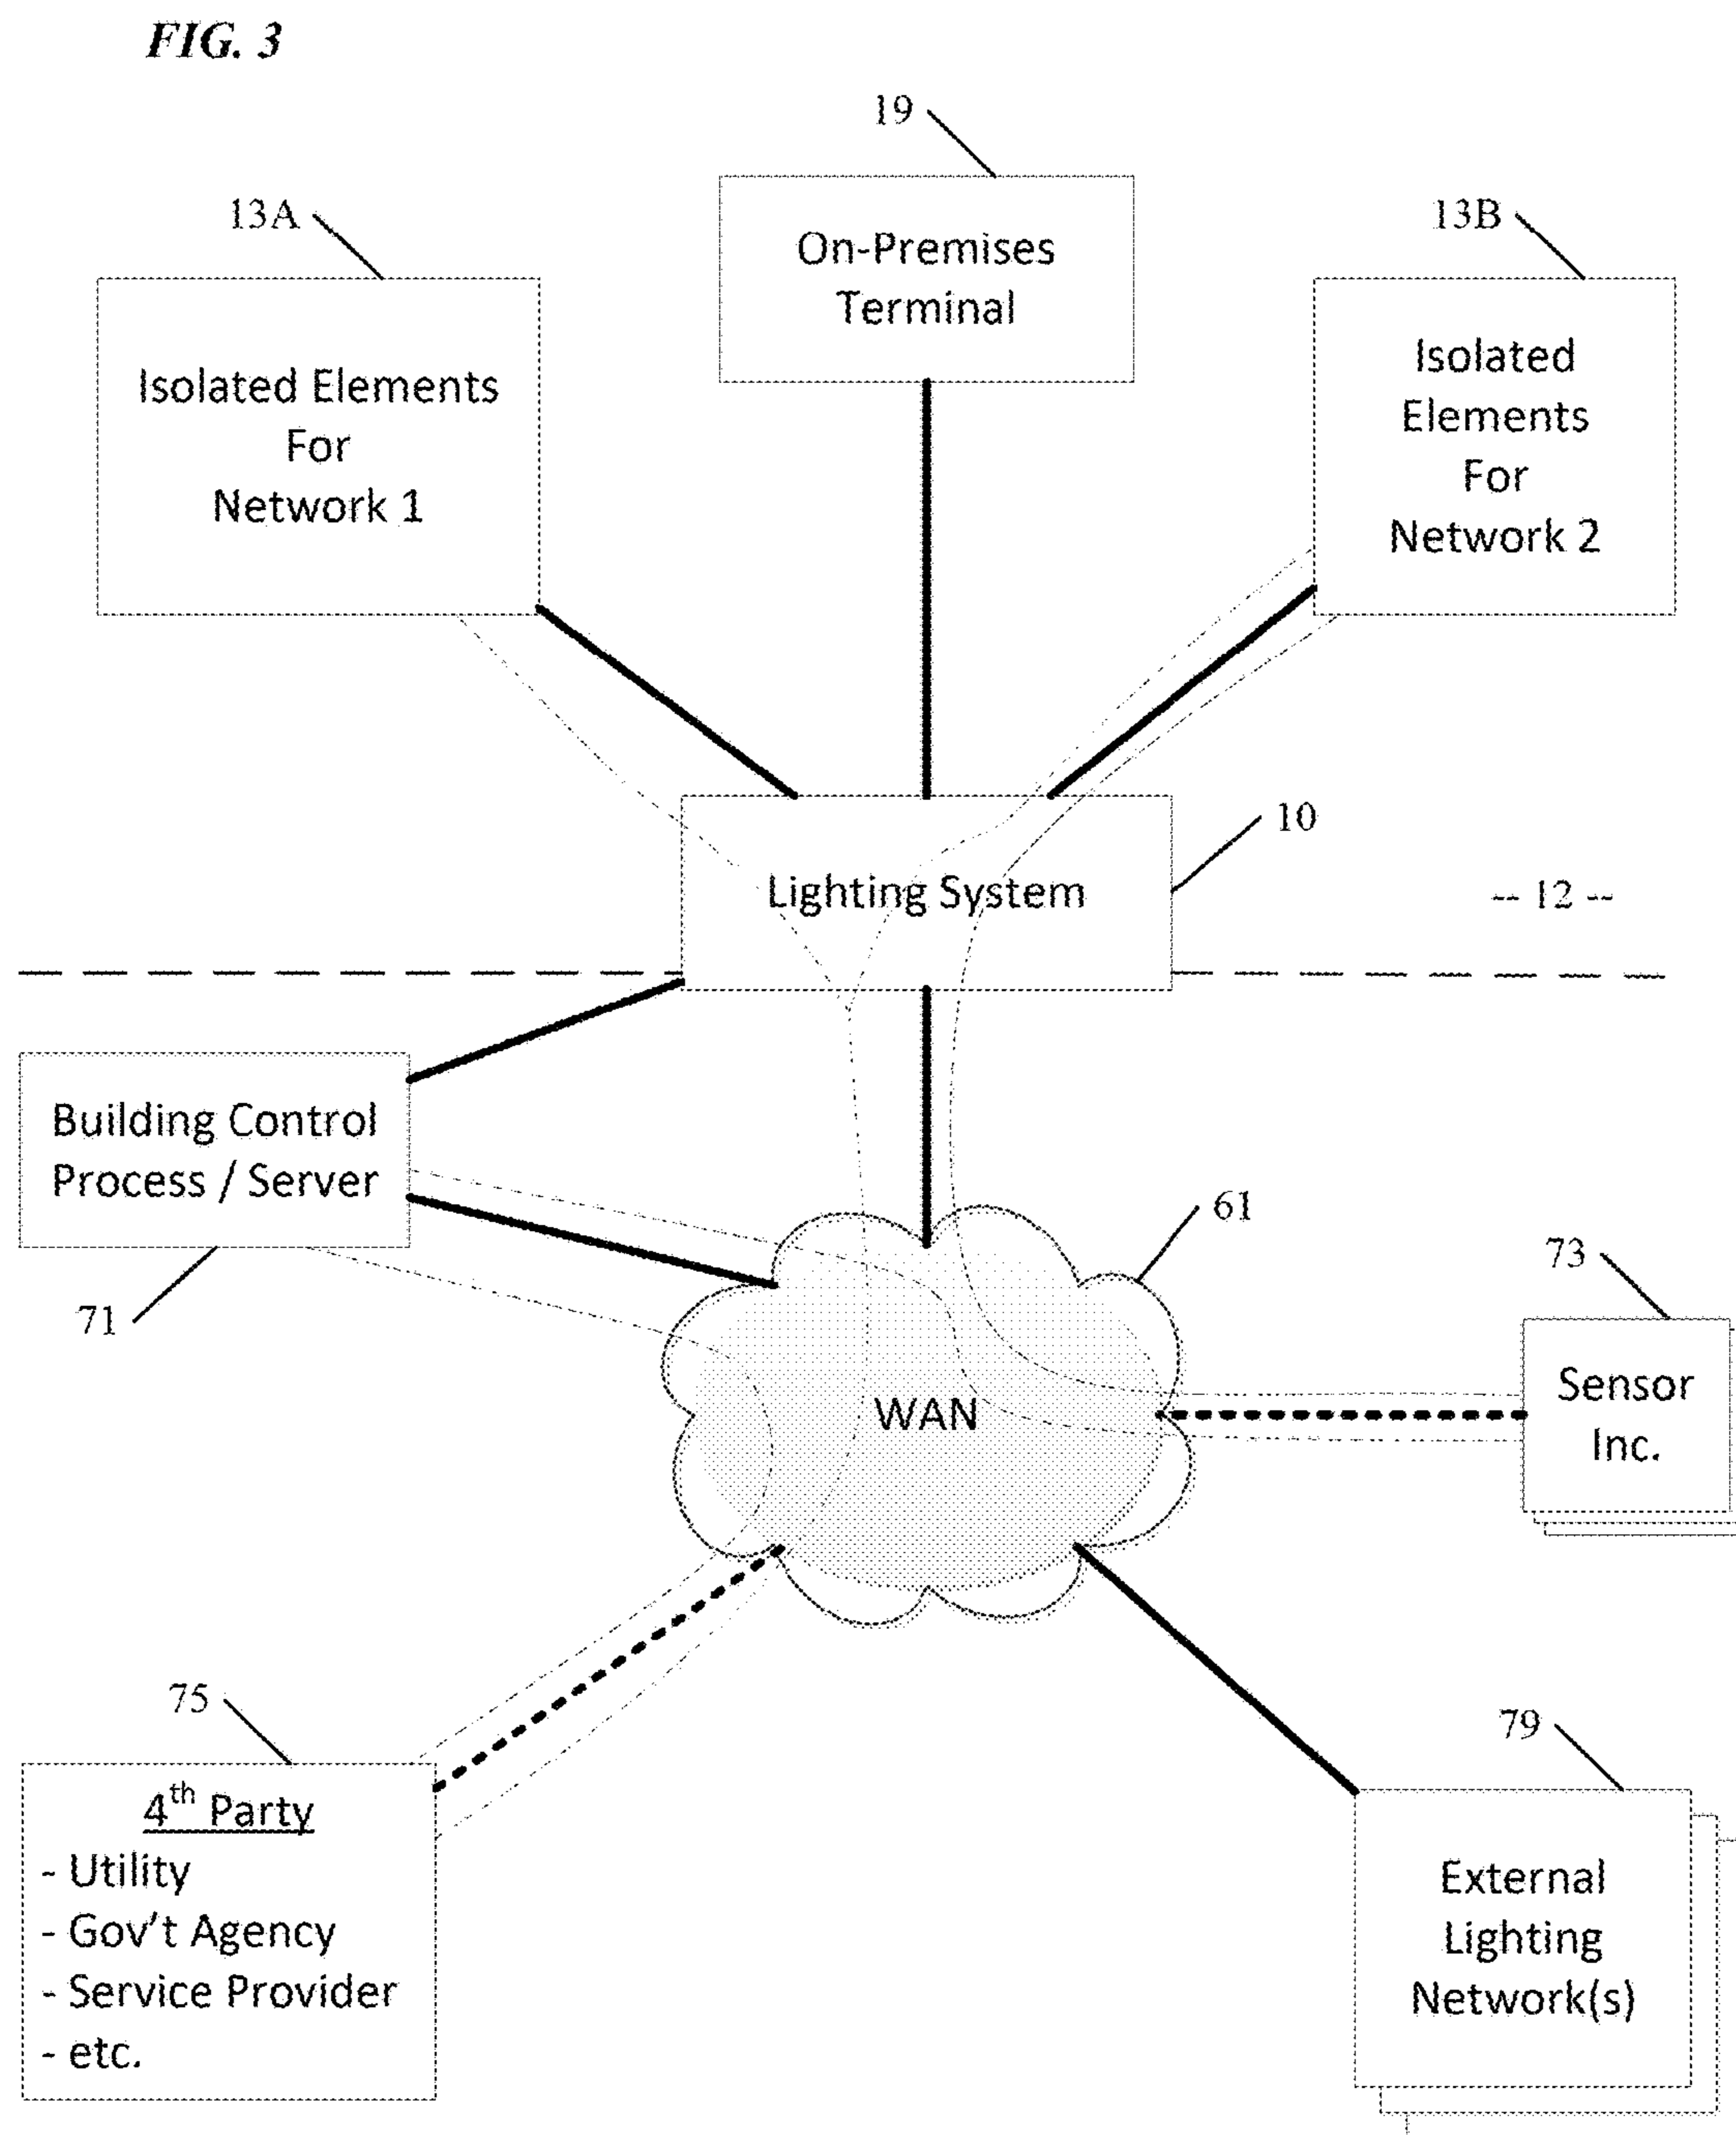 FIG. 3
19
13A
13B
On-Premises
Terminal
Isolated Elements
For
Network 1
Isolated
Elements
For
Network 2
10
Lighting System
-- 12 --
Building Control
Process / Server
71
61
73
WAN
Sensor
Inc.
75
79
4th Party
- Utility
- Gov't Agency
- Service Provider
- etc.
External
Lighting
Network(s)